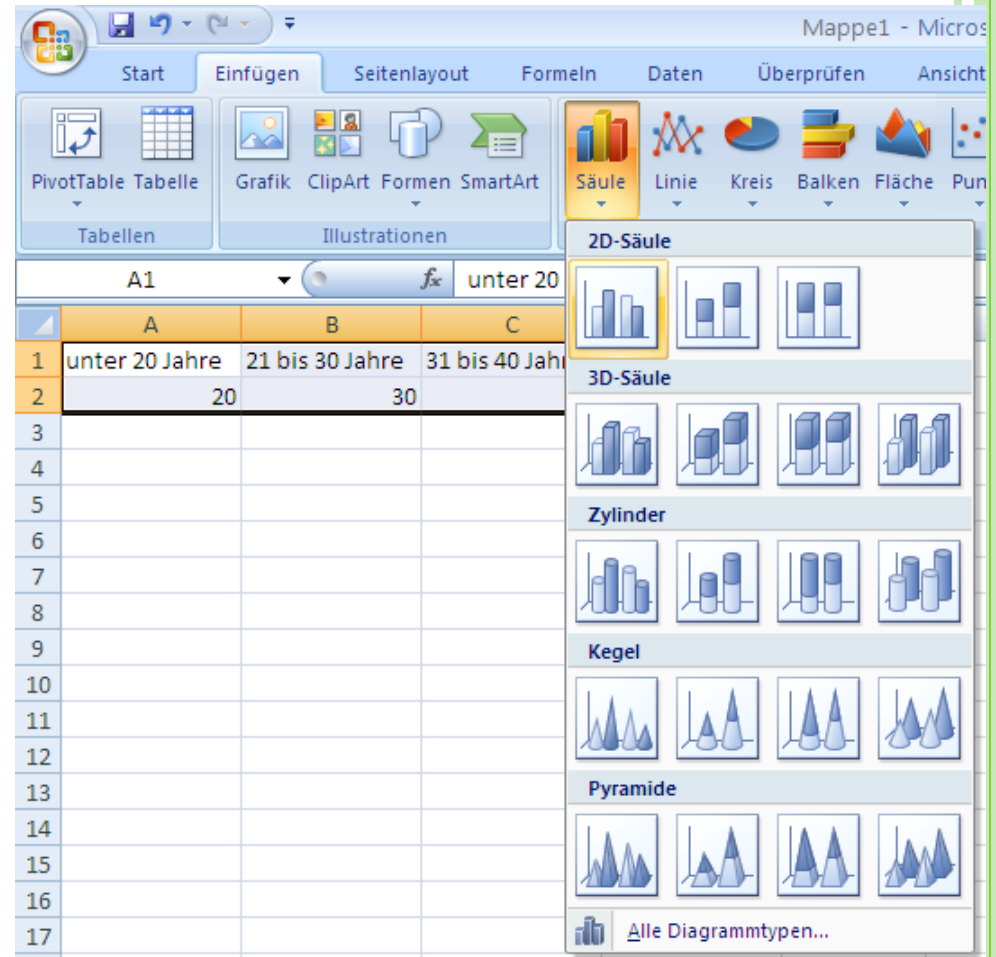 Mappe1 - Micros
Start Einfügen Seitenlayout Formeln Daten Überprüfen Ansicht
PivotTable Tabelle Grafik ClipArt Formen SmartArt Säule Linie Kreis Balken Fläche Pun
Tabellen Illustrationen
2D-Säule
A1 fx unter 20
A B C
1 unter 20 Jahre 21 bis 30 Jahre 31 bis 40 Jahr
3D-Säule
2 20 30
3
4
5
Zylinder
6
7
8
9
Kegel
10
11
12
13
Pyramide
14
15
16
17
Alle Diagrammtypen...